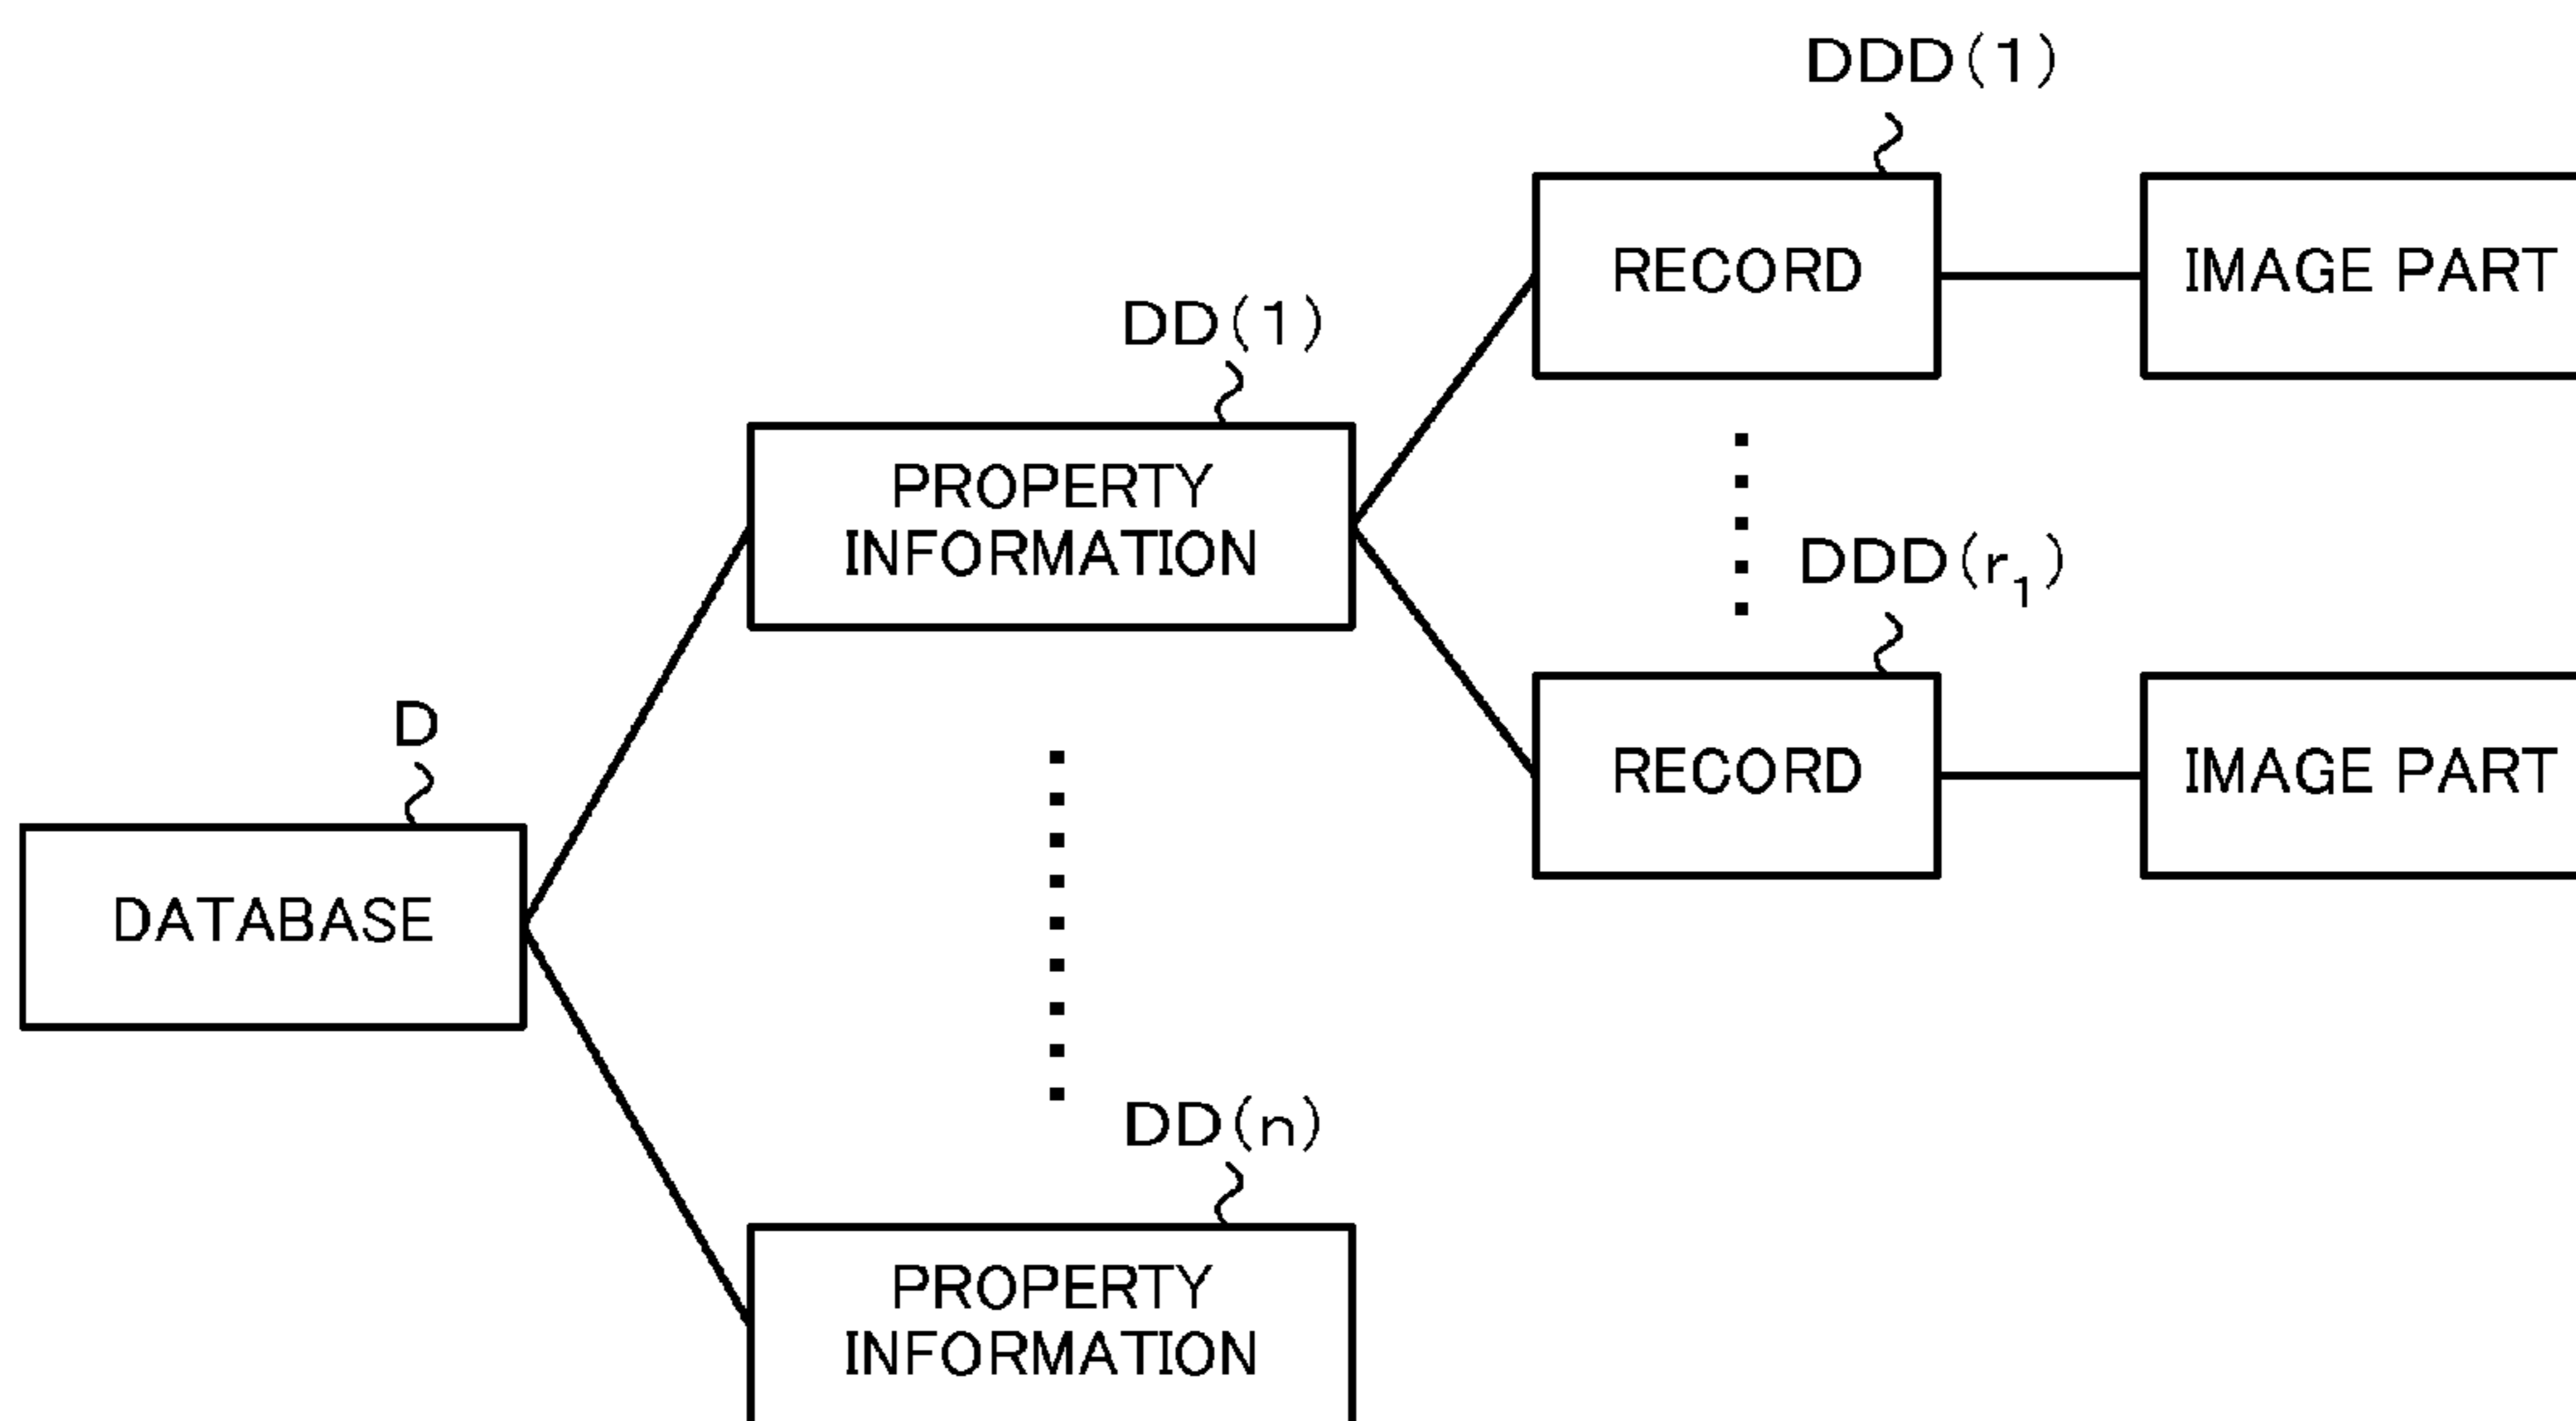 DDD(1)
RECORD
IMAGE PART
DD(1)
PROPERTY
INFORMATION
DDD(r₁)
RECORD
IMAGE PART
D
DATABASE
DD(n)
PROPERTY
INFORMATION